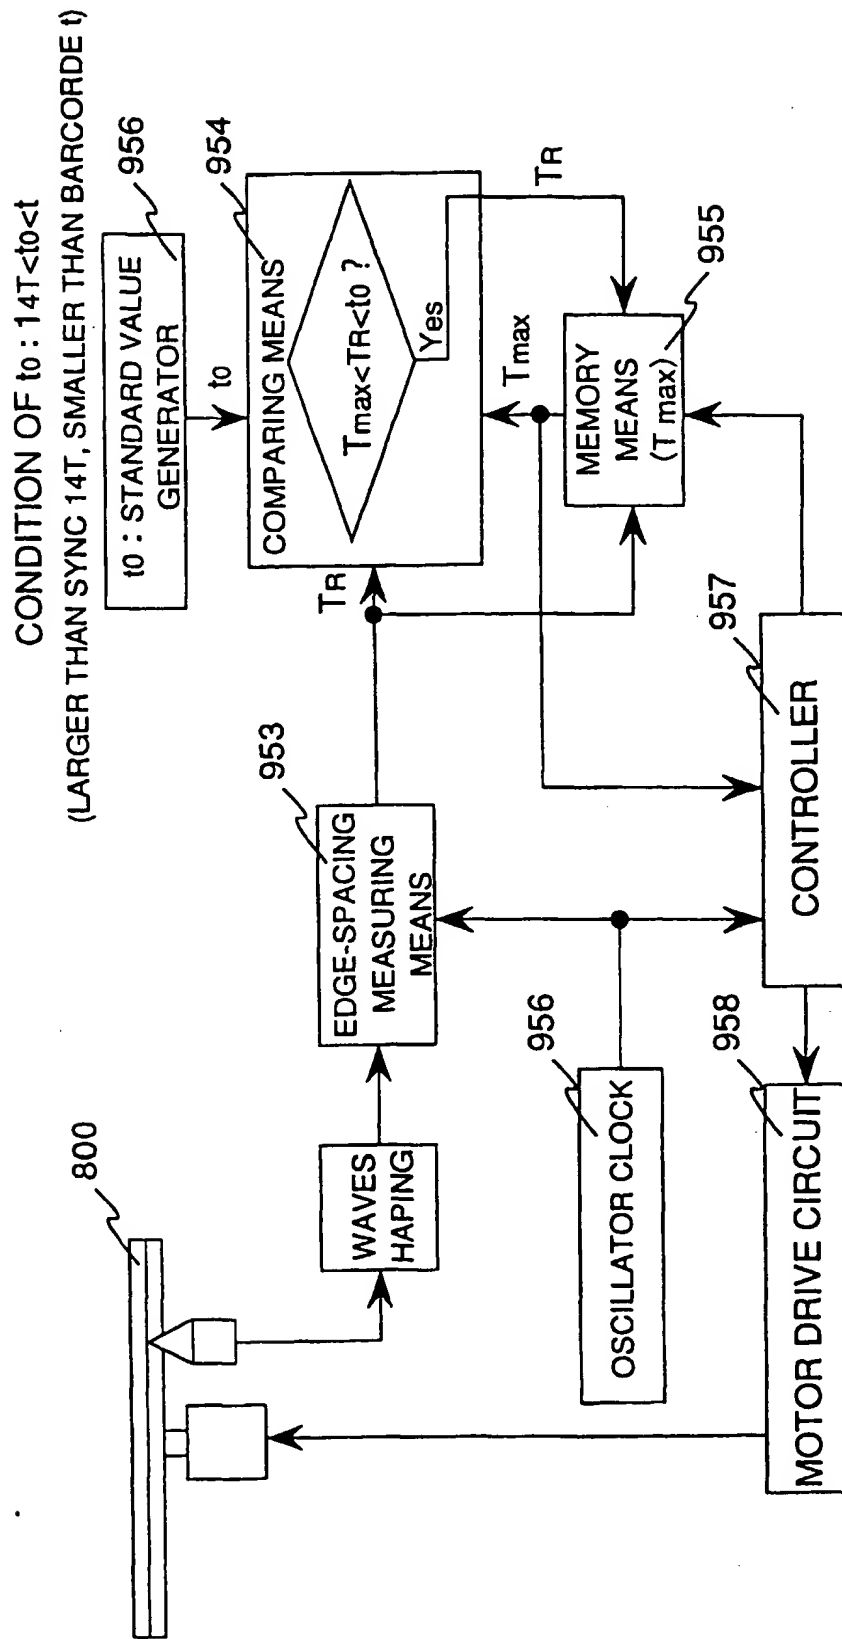 CONDITION OF t0 : 14T<t0<t
(LARGER THAN SYNC 14T, SMALLER THAN BARCORDE t)
t0 : STANDARD VALUE
GENERATOR
956
t0
COMPARING MEANS
954
Tmax<TR<t0 ?
Yes
TR
TR
Tmax
MEMORY
MEANS
(T max)
955
800
WAVES
HAPING
EDGE-SPACING
MEASURING
MEANS
953
OSCILLATOR CLOCK
956
MOTOR DRIVE CIRCUIT
958
CONTROLLER
957